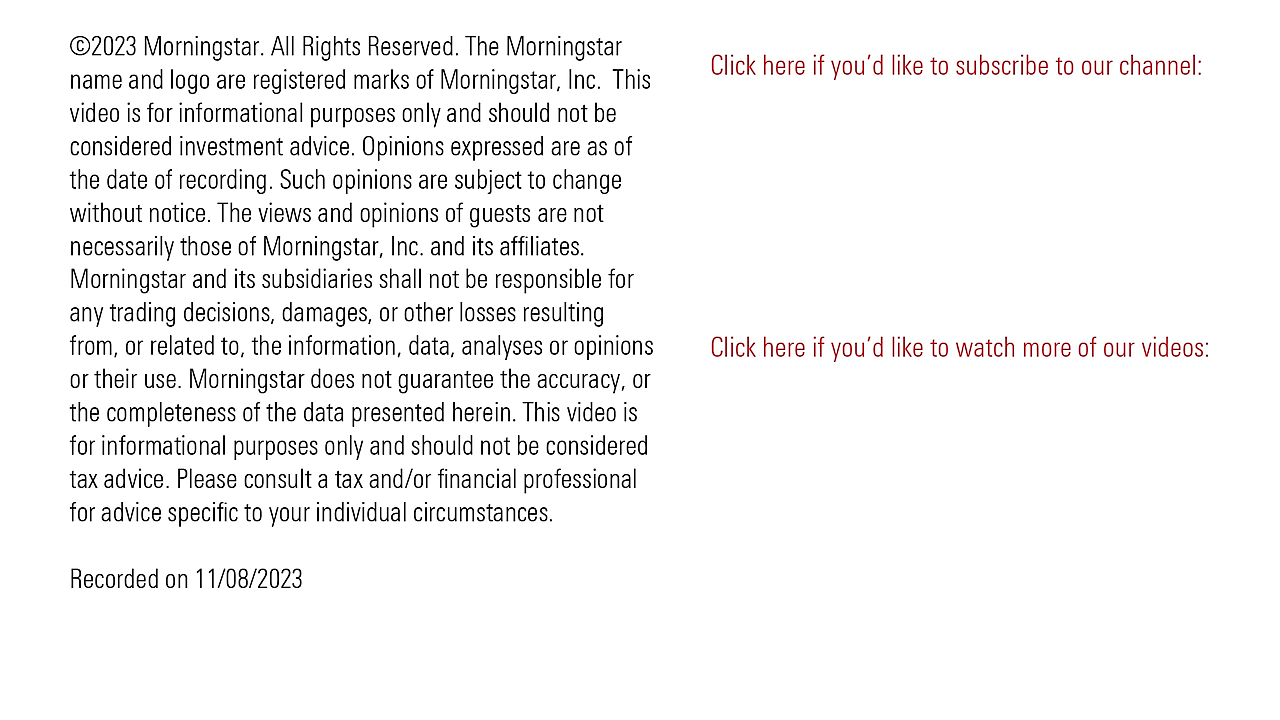 ©2023 Morningstar. All Rights Reserved. The Morningstar
name and logo are registered marks of Morningstar, Inc.  This
video is for informational purposes only and should not be
considered investment advice. Opinions expressed are as of
the date of recording. Such opinions are subject to change
without notice. The views and opinions of guests are not
necessarily those of Morningstar, Inc. and its affiliates.
Morningstar and its subsidiaries shall not be responsible for
any trading decisions, damages, or other losses resulting
from, or related to, the information, data, analyses or opinions
or their use. Morningstar does not guarantee the accuracy, or
the completeness of the data presented herein. This video is
for informational purposes only and should not be considered
tax advice. Please consult a tax and/or financial professional
for advice specific to your individual circumstances.
Recorded on 11/08/2023
Click here if you’d like to subscribe to our channel:
Click here if you’d like to watch more of our videos: